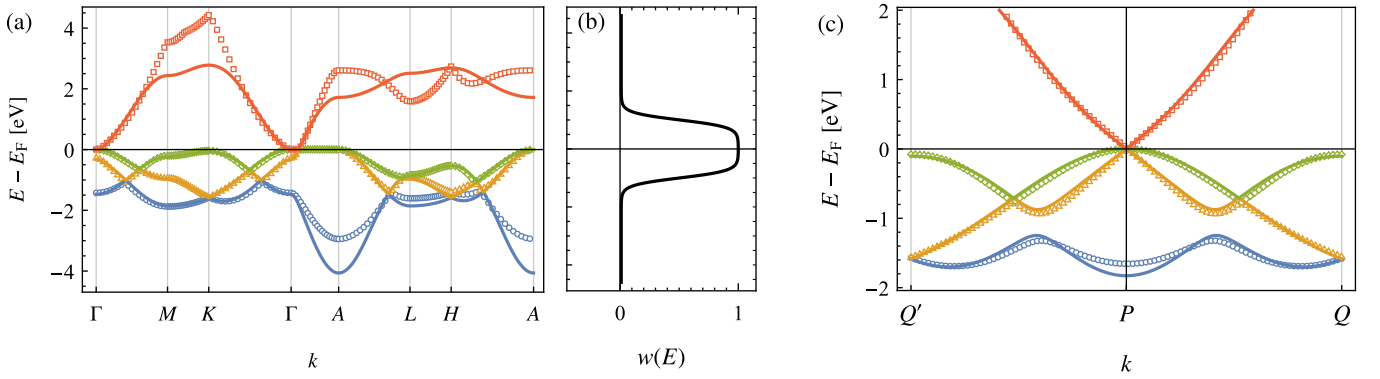 (a)
(b)
(c)
E − E_F [eV]
4
2
0
−2
−4
Γ
M
K
Γ
A
L
H
A
k
0
1
w(E)
E − E_F [eV]
2
1
0
−1
−2
Q′
P
Q
k